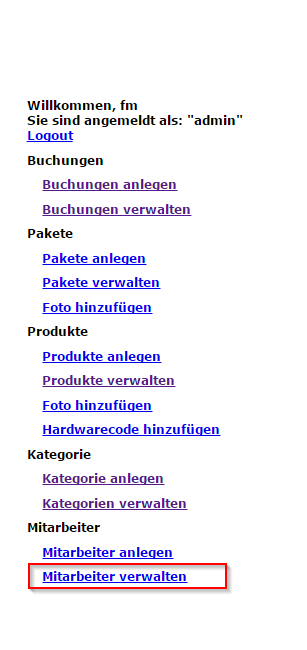 Willkommen, fm
Sie sind angemeldt als: "admin"
Logout
Buchungen
Buchungen anlegen
Buchungen verwalten
Pakete
Pakete anlegen
Pakete verwalten
Foto hinzufügen
Produkte
Produkte anlegen
Produkte verwalten
Foto hinzufügen
Hardwarecode hinzufügen
Kategorie
Kategorie anlegen
Kategorien verwalten
Mitarbeiter
Mitarbeiter anlegen
Mitarbeiter verwalten